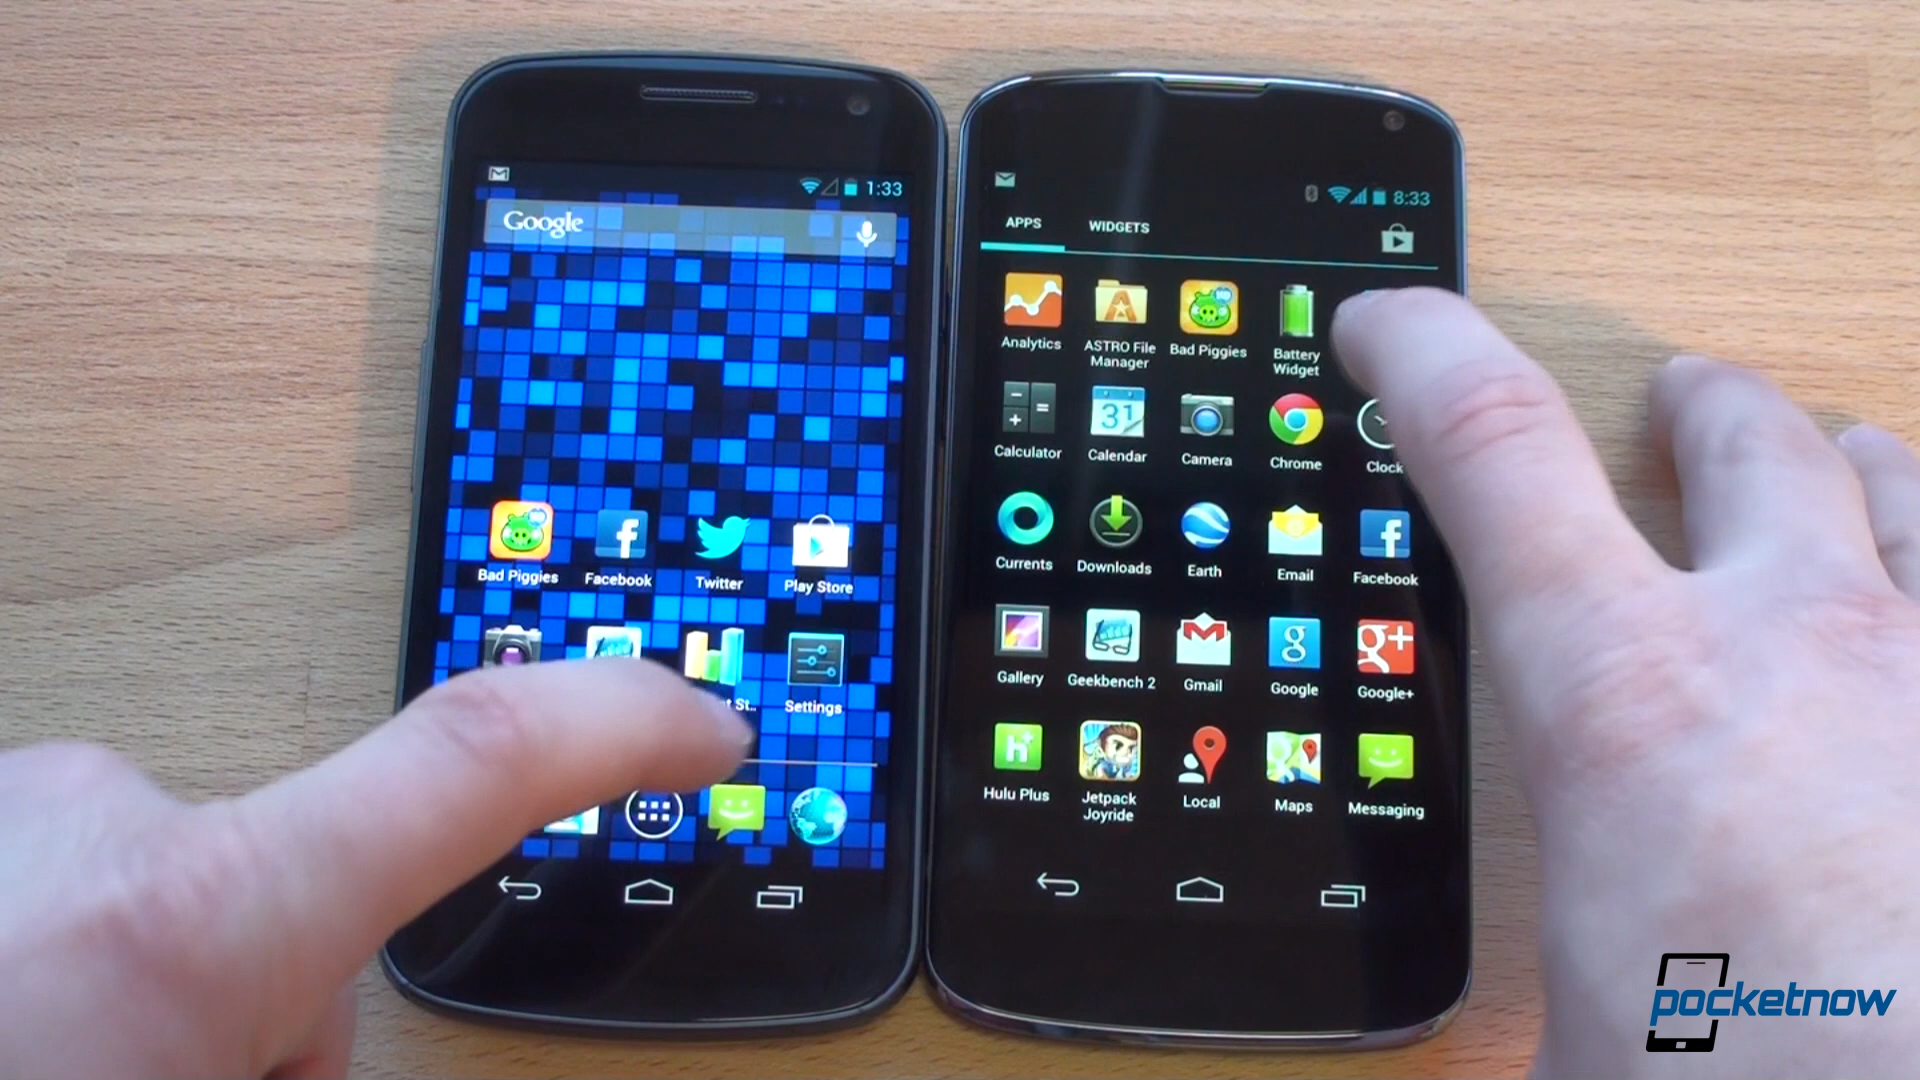 1:33
Google
Bad Piggies
Facebook
Twitter
Play Store
St..
Settings
8:33
APPS
WIDGETS
Analytics
ASTRO File
Manager
Bad Piggies
Battery
Widget
Calculator
31
Calendar
Camera
Chrome
Clock
Currents
Downloads
Earth
Email
f
Facebook
Gallery
Geekbench 2
Gmail
g
Google
g+
Google+
h+
Hulu Plus
Jetpack
Joyride
Local
Maps
Messaging
pocketnow